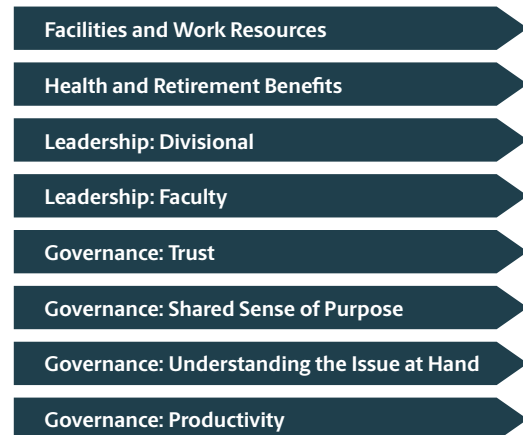 Facilities and Work Resources
Health and Retirement Benefits
Leadership: Divisional
Leadership: Faculty
Governance: Trust
Governance: Shared Sense of Purpose
Governance: Understanding the Issue at Hand
Governance: Productivity